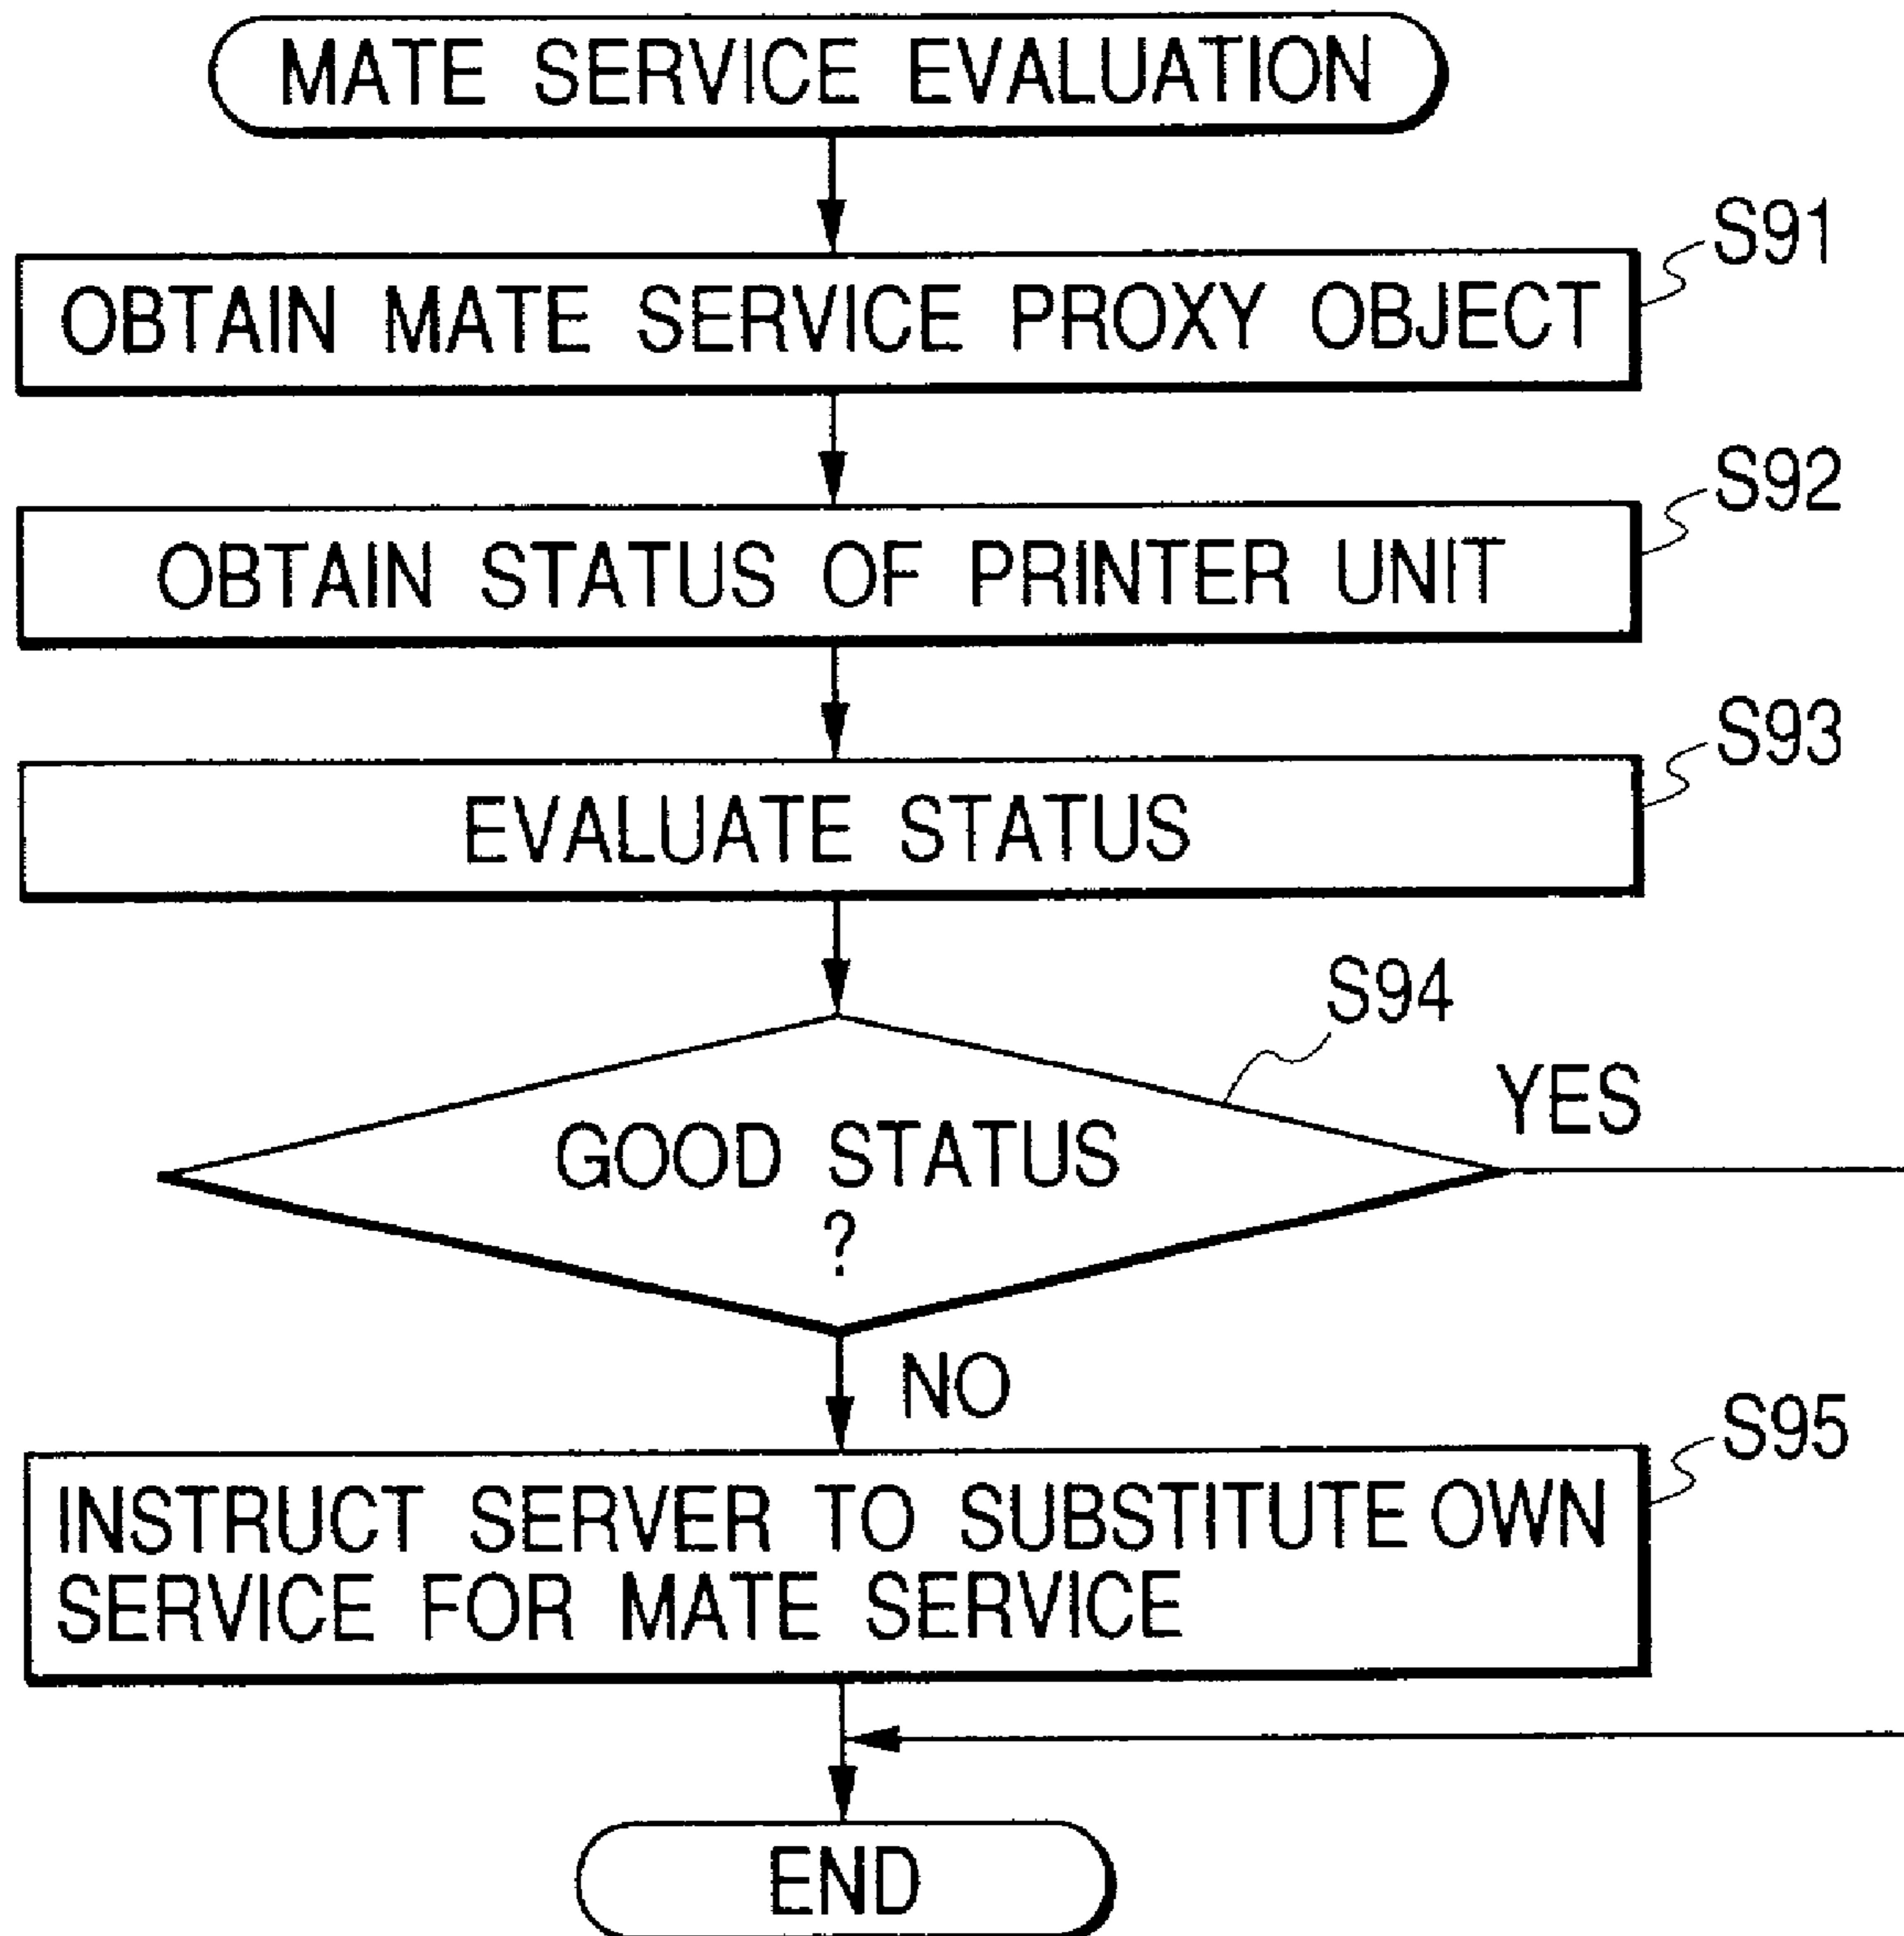 MATE SERVICE EVALUATION
S91
OBTAIN MATE SERVICE PROXY OBJECT
S92
OBTAIN STATUS OF PRINTER UNIT
S93
EVALUATE STATUS
S94
YES
GOOD STATUS
?
NO
S95
INSTRUCT SERVER TO SUBSTITUTE OWN
SERVICE FOR MATE SERVICE
END